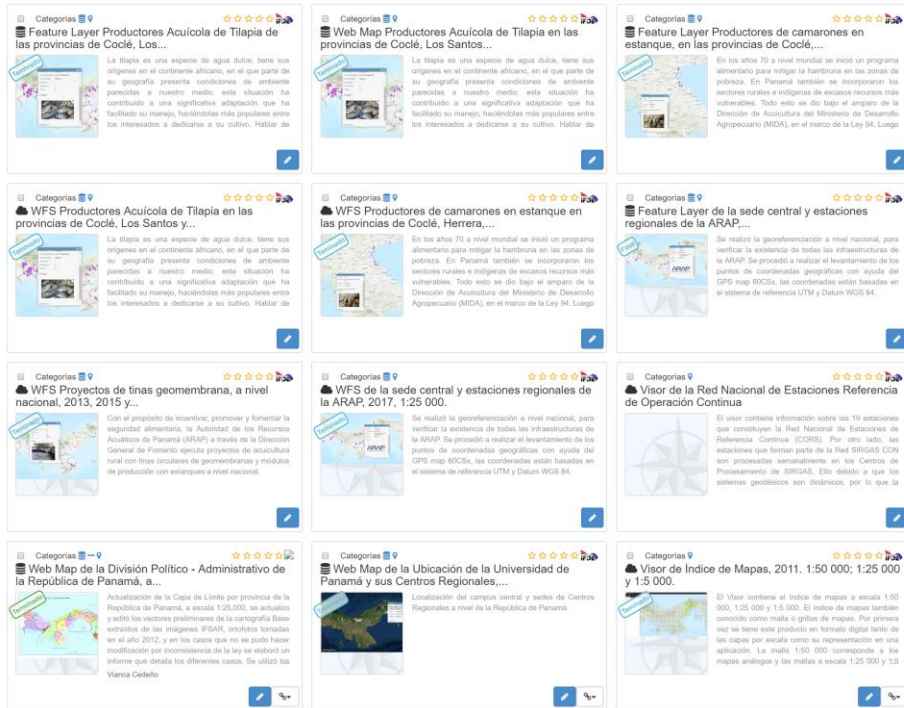 Categorías
Feature Layer Productores Acuícola de Tilapia de
las provincias de Coclé, Los...
Terminado
La tilapia es una especie de agua dulce, tiene sus
orígenes en el continente africano, en el que parte de
su geografía presenta condiciones de ambiente
parecidas a nuestro medio; esta situación ha
contribuido a una significativa adaptación que ha
facilitado su manejo, haciéndolas más populares entre
los interesados a dedicarse a su cultivo. Hablar de
Categorías
Web Map Productores Acuícola de Tilapia en las
provincias de Coclé, Los Santos...
Terminado
La tilapia es una especie de agua dulce, tiene sus
orígenes en el continente africano, en el que parte de
su geografía presenta condiciones de ambiente
parecidas a nuestro medio; esta situación ha
contribuido a una significativa adaptación que ha
facilitado su manejo, haciéndolas más populares entre
los interesados a dedicarse a su cultivo. Hablar de
Categorías
Feature Layer Productores de camarones en
estanque, en las provincias de Coclé,...
Terminado
En los años 70 a nivel mundial se inició un programa
alimentario para mitigar la hambruna en las zonas de
pobreza. En Panamá también se incorporaron los
sectores rurales e indígenas de escasos recursos más
vulnerables. Todo esto se dio bajo el amparo de la
Dirección de Acuicultura del Ministerio de Desarrollo
Agropecuario (MIDA), en el marco de la Ley 94. Luego
Categorías
WFS Productores Acuícola de Tilapia en las
provincias de Coclé, Los Santos y...
Terminado
La tilapia es una especie de agua dulce, tiene sus
orígenes en el continente africano, en el que parte de
su geografía presenta condiciones de ambiente
parecidas a nuestro medio; esta situación ha
contribuido a una significativa adaptación que ha
facilitado su manejo, haciéndolas más populares entre
los interesados a dedicarse a su cultivo. Hablar de
Categorías
WFS Productores de camarones en estanque en
las provincias de Coclé, Herrera,...
Terminado
En los años 70 a nivel mundial se inició un programa
alimentario para mitigar la hambruna en las zonas de
pobreza. En Panamá también se incorporaron los
sectores rurales e indígenas de escasos recursos más
vulnerables. Todo esto se dio bajo el amparo de la
Dirección de Acuicultura del Ministerio de Desarrollo
Agropecuario (MIDA), en el marco de la Ley 94. Luego
Categorías
Feature Layer de la sede central y estaciones
regionales de la ARAP,...
Final
ARAP
Se realizó la georeferenciación a nivel nacional, para
verificar la existencia de todas las infraestructuras de
la ARAP. Se procedió a realizar el levantamiento de los
puntos de coordenadas geográficas con ayuda del
GPS map 60CSx, las coordenadas están basadas en
el sistema de referencia UTM y Datum WGS 84.
Categorías
WFS Proyectos de tinas geomembrana, a nivel
nacional, 2013, 2015 y...
Terminado
Con el propósito de incentivar, promover y fomentar la
seguridad alimentaria, la Autoridad de los Recursos
Acuáticos de Panamá (ARAP) a través de la Dirección
General de Fomento ejecuta proyectos de acuicultura
rural con tinas circulares de geomembranas y módulos
de producción con estanques a nivel nacional.
Categorías
WFS de la sede central y estaciones regionales de
la ARAP, 2017, 1:25 000.
Terminado
ARAP
Se realizó la georeferenciación a nivel nacional, para
verificar la existencia de todas las infraestructuras de
la ARAP. Se procedió a realizar el levantamiento de los
puntos de coordenadas geográficas con ayuda del
GPS map 60CSx, las coordenadas están basadas en
el sistema de referencia UTM y Datum WGS 84.
Categorías
Visor de la Red Nacional de Estaciones Referencia
de Operación Continua
El visor contiene información sobre las 19 estaciones
que constituyen la Red Nacional de Estaciones de
Referencia Continua (CORS). Por otro lado, las
estaciones que forman parte de la Red SIRGAS CON
son procesadas semanalmente en los Centros de
Procesamiento de SIRGAS. Ello debido a que los
sistemas geodésicos son dinámicos, por lo que la
Categorías
Web Map de la División Político - Administrativo de
la República de Panamá, a...
Terminado
Actualización de la Capa de Límite por provincia de la
República de Panamá, a escala 1:25,000, se actualizo
y editó los vectores preliminares de la cartografía Base
extraídos de las imágenes IFSAR, ortofotos tomadas
en el año 2012, y en los casos que no se pudo hacer
modificación por inconsistencia de la ley se elaboró un
informe que detalla los diferentes casos. Se utilizó las
Vianca Cedeño
Categorías
Web Map de la Ubicación de la Universidad de
Panamá y sus Centros Regionales,...
Terminado
Localización del campus central y sedes de Centros
Regionales a nivel de la República de Panamá.
Categorías
Visor de Índice de Mapas, 2011. 1:50 000; 1:25 000
y 1:5 000.
Terminado
El Visor contiene el índice de mapas a escala 1:50
000, 1:25 000 y 1:5 000. El índice de mapas también
conocido como malla o grillas de mapas. Por primera
vez se tiene este producto en formato digital tanto de
las capas por escala como su representación en una
aplicación. La malla 1:50 000 corresponde a los
mapas análogos y las mallas a escala 1:25 000 y 1:5